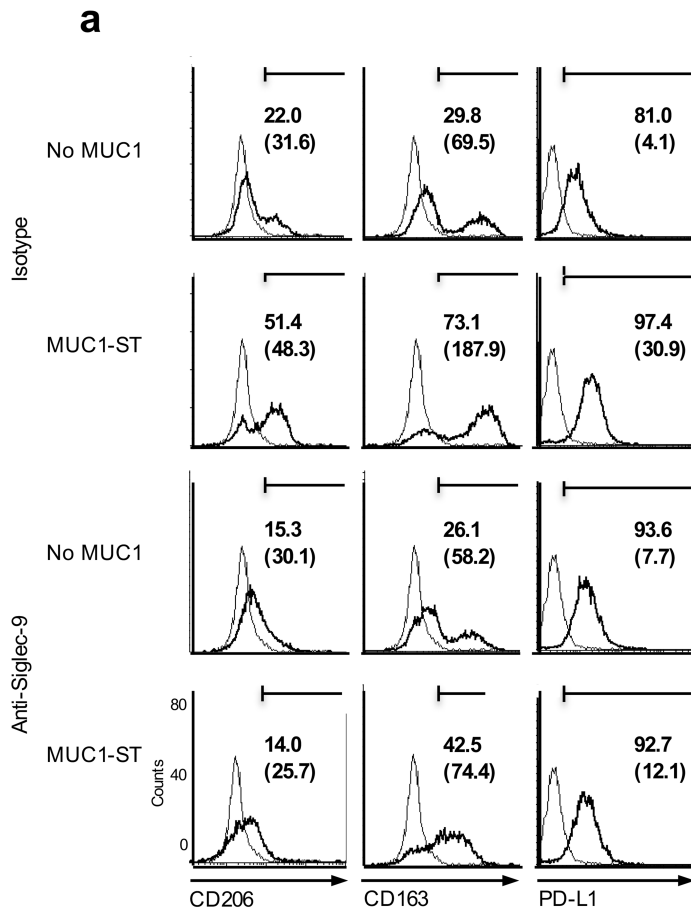 a
Isotype
No MUC1
22.0
(31.6)
29.8
(69.5)
81.0
(4.1)
MUC1-ST
51.4
(48.3)
73.1
(187.9)
97.4
(30.9)
Anti-Siglec-9
No MUC1
15.3
(30.1)
26.1
(58.2)
93.6
(7.7)
MUC1-ST
80
40
0
Counts
14.0
(25.7)
42.5
(74.4)
92.7
(12.1)
CD206
CD163
PD-L1